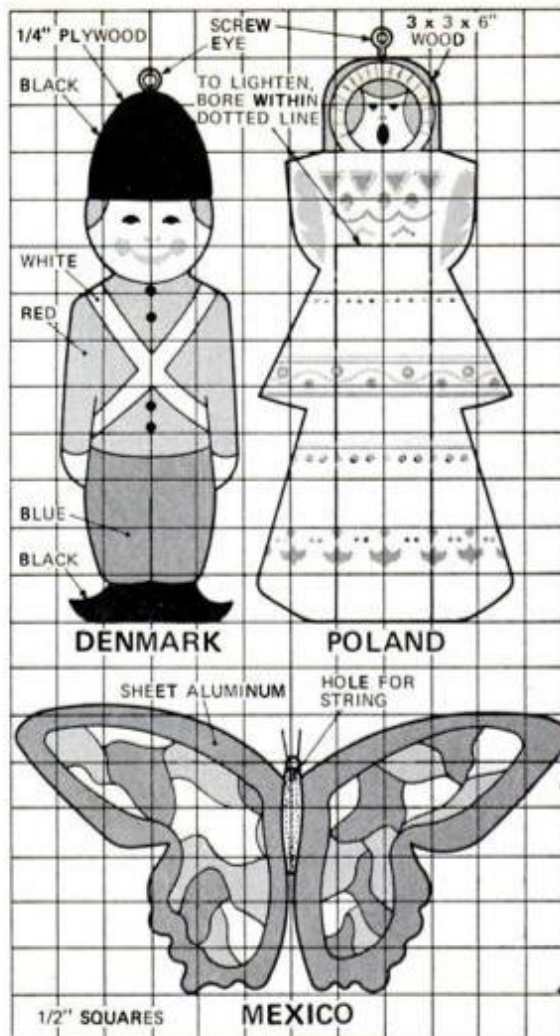 1/4" PLYWOOD
SCREW
EYE
3 x 3 x 6"
WOOD
BLACK
TO LIGHTEN,
BORE WITHIN
DOTTED LINE
WHITE
RED
BLUE
BLACK
DENMARK
POLAND
SHEET ALUMINUM
HOLE FOR
STRING
1/2" SQUARES
MEXICO